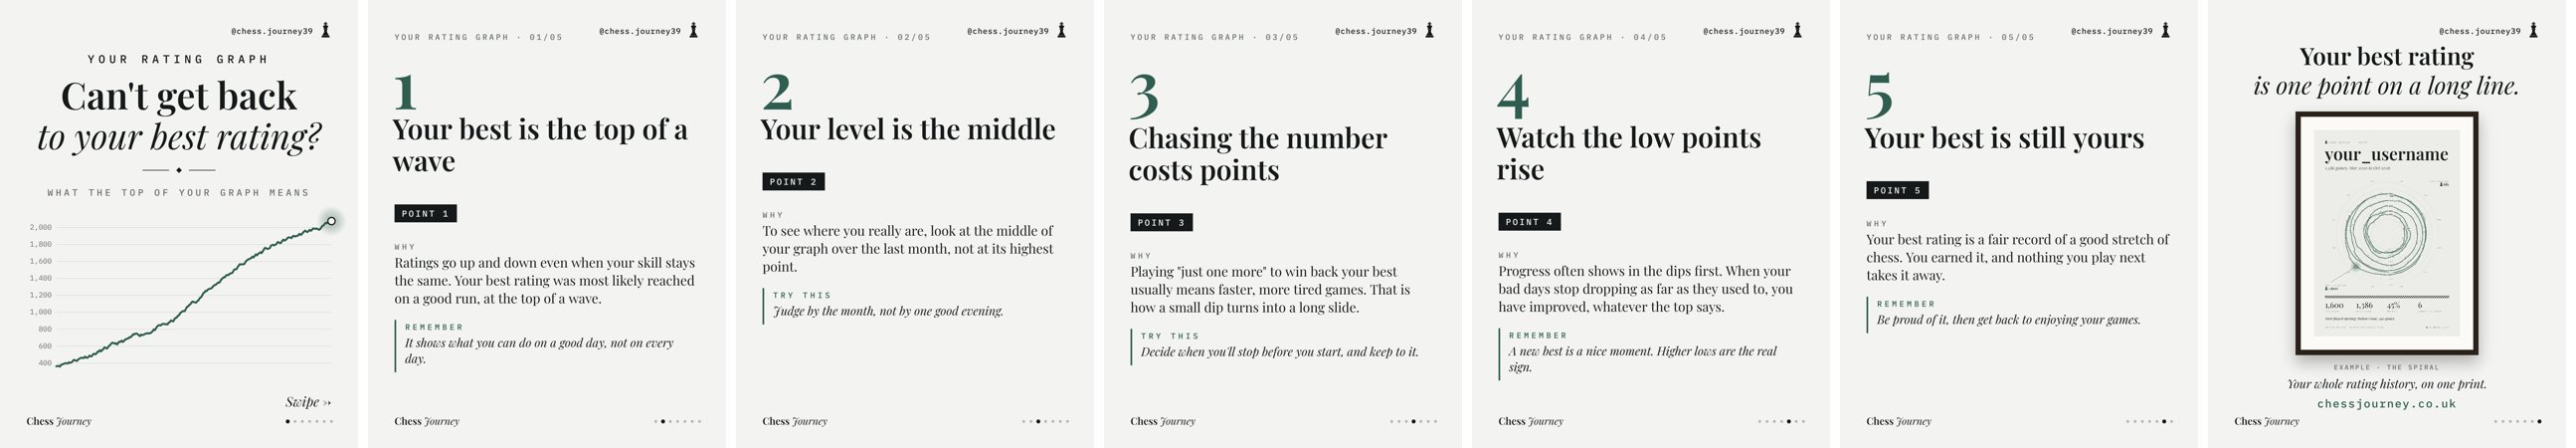 @chess.journey39
YOUR RATING GRAPH
Can't get back
to your best rating?
WHAT THE TOP OF YOUR GRAPH MEANS
2,000
1,800
1,600
1,400
1,200
1,000
800
600
400
Swipe
Chess Journey
YOUR RATING GRAPH · 01/05
@chess.journey39
1
Your best is the top of a
wave
POINT 1
WHY
Ratings go up and down even when your skill stays
the same. Your best rating was most likely reached
on a good run, at the top of a wave.
REMEMBER
It shows what you can do on a good day, not on every
day.
Chess Journey
YOUR RATING GRAPH · 02/05
@chess.journey39
2
Your level is the middle
POINT 2
WHY
To see where you really are, look at the middle of
your graph over the last month, not at its highest
point.
TRY THIS
Judge by the month, not by one good evening.
Chess Journey
YOUR RATING GRAPH · 03/05
@chess.journey39
3
Chasing the number
costs points
POINT 3
WHY
Playing "just one more" to win back your best
usually means faster, more tired games. That is
how a small dip turns into a long slide.
TRY THIS
Decide when you'll stop before you start, and keep to it.
Chess Journey
YOUR RATING GRAPH · 04/05
@chess.journey39
4
Watch the low points
rise
POINT 4
WHY
Progress often shows in the dips first. When your
bad days stop dropping as far as they used to, you
have improved, whatever the top says.
REMEMBER
A new best is a nice moment. Higher lows are the real
sign.
Chess Journey
YOUR RATING GRAPH · 05/05
@chess.journey39
5
Your best is still yours
POINT 5
WHY
Your best rating is a fair record of a good stretch of
chess. You earned it, and nothing you play next
takes it away.
REMEMBER
Be proud of it, then get back to enjoying your games.
Chess Journey
@chess.journey39
Your best rating
is one point on a long line.
your_username
1,600 1,586 45% 6
EXAMPLE · THE SPIRAL
Your whole rating history, on one print.
chessjourney.co.uk
Chess Journey